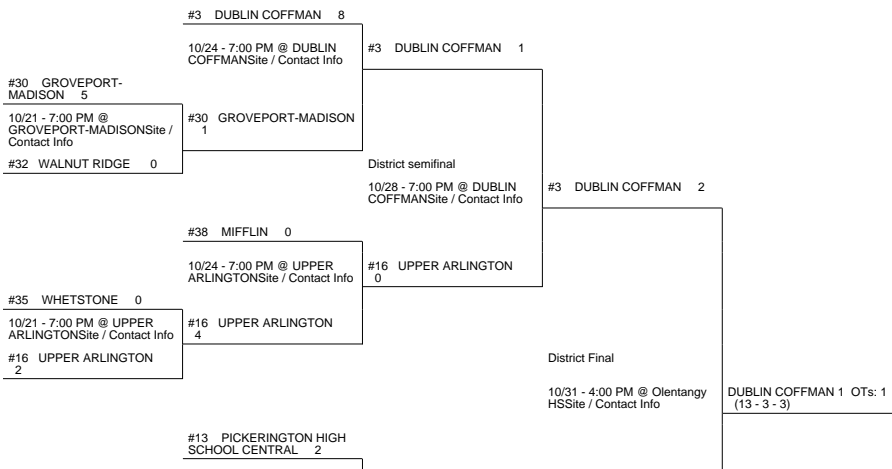 #3 DUBLIN COFFMAN 8
10/24 - 7:00 PM @ DUBLIN
COFFMANSite / Contact Info
#3 DUBLIN COFFMAN 1
#30 GROVEPORT-
MADISON 5
10/21 - 7:00 PM @
GROVEPORT-MADISONSite /
Contact Info
#30 GROVEPORT-MADISON
1
#32 WALNUT RIDGE 0
District semifinal
10/28 - 7:00 PM @ DUBLIN
COFFMANSite / Contact Info
#3 DUBLIN COFFMAN 2
#38 MIFFLIN 0
10/24 - 7:00 PM @ UPPER
ARLINGTONSite / Contact Info
#16 UPPER ARLINGTON
0
#35 WHETSTONE 0
10/21 - 7:00 PM @ UPPER
ARLINGTONSite / Contact Info
#16 UPPER ARLINGTON
4
#16 UPPER ARLINGTON
2
District Final
10/31 - 4:00 PM @ Olentangy
HSSite / Contact Info
DUBLIN COFFMAN 1 OTs: 1
(13 - 3 - 3)
#13 PICKERINGTON HIGH
SCHOOL CENTRAL 2